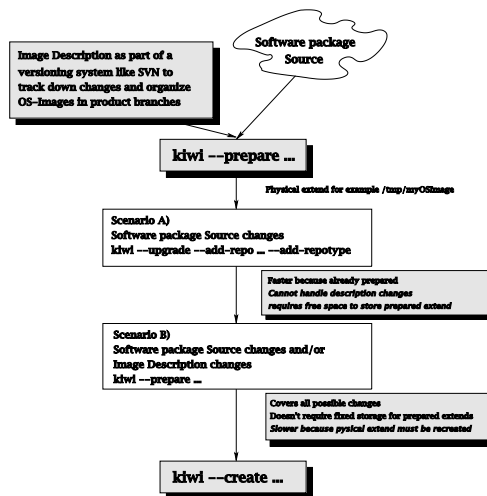 Image Description as part of a
versioning system like SVN to
track down changes and organize
OS-Images in product branches
Software package
Source
kiwi --prepare ...
Physical extend for example /tmp/myOSImage
Scenario A)
Software package Source changes
kiwi --upgrade --add-repo ... --add-repotype
Faster because already prepared
Cannot handle description changes
requires free space to store prepared extend
Scenario B)
Software package Source changes and/or
Image Description changes
kiwi --prepare ...
Covers all possible changes
Doesn't require fixed storage for prepared extends
Slower because pysical extend must be recreated
kiwi --create ...